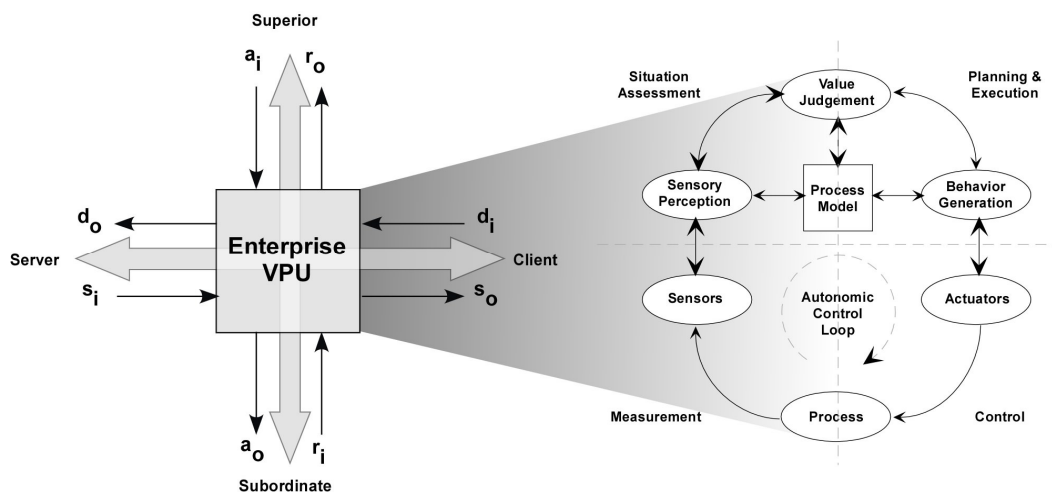 Superior
a i
r o
d o
d i
Enterprise
VPU
Server
Client
s i
s o
a o
r i
Subordinate
Situation
Assessment
Value
Judgement
Planning &
Execution
Sensory
Perception
Process
Model
Behavior
Generation
Sensors
Autonomic
Control
Loop
Actuators
Measurement
Process
Control